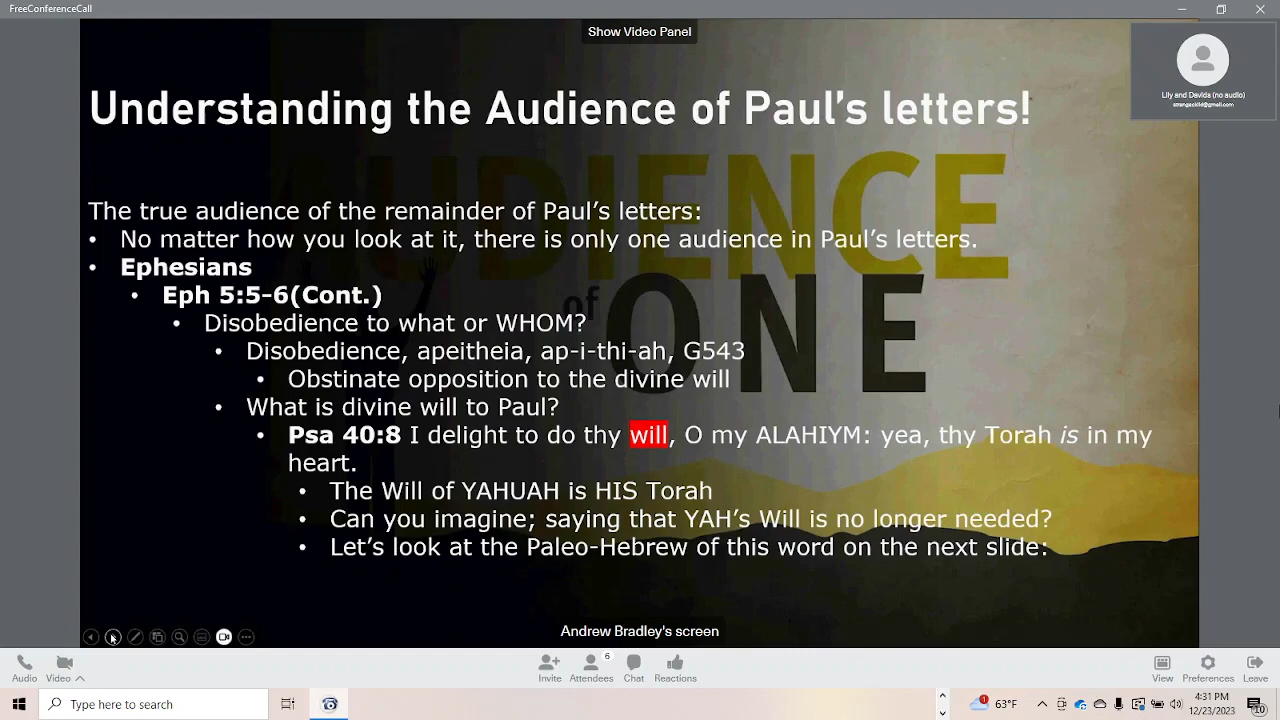 FreeConferenceCall
Show Video Panel
Lily and Davida (no audio)
Understanding the Audience of Paul's letters!
AUDIENCE
of ONE
The true audience of the remainder of Paul's letters:
• No matter how you look at it, there is only one audience in Paul's letters.
• Ephesians
• Eph 5:5-6(Cont.)
• Disobedience to what or WHOM?
• Disobedience, apeitheia, ap-i-thi-ah, G543
• Obstinate opposition to the divine will
• What is divine will to Paul?
• Psa 40:8 I delight to do thy will, O my ALAHIYM: yea, thy Torah is in my
heart.
• The Will of YAHUAH is HIS Torah
• Can you imagine; saying that YAH's Will is no longer needed?
• Let's look at the Paleo-Hebrew of this word on the next slide:
Andrew Bradley's screen
Audio
Video
Invite
6
Attendees
Chat
Reactions
View
Preferences
Leave
Type here to search
1
63°F
4:31 PM
12/23/2023
10